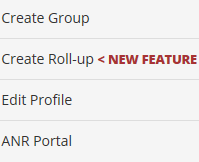 Create Group
Create Roll-up < NEW FEATURE
Edit Profile
ANR Portal